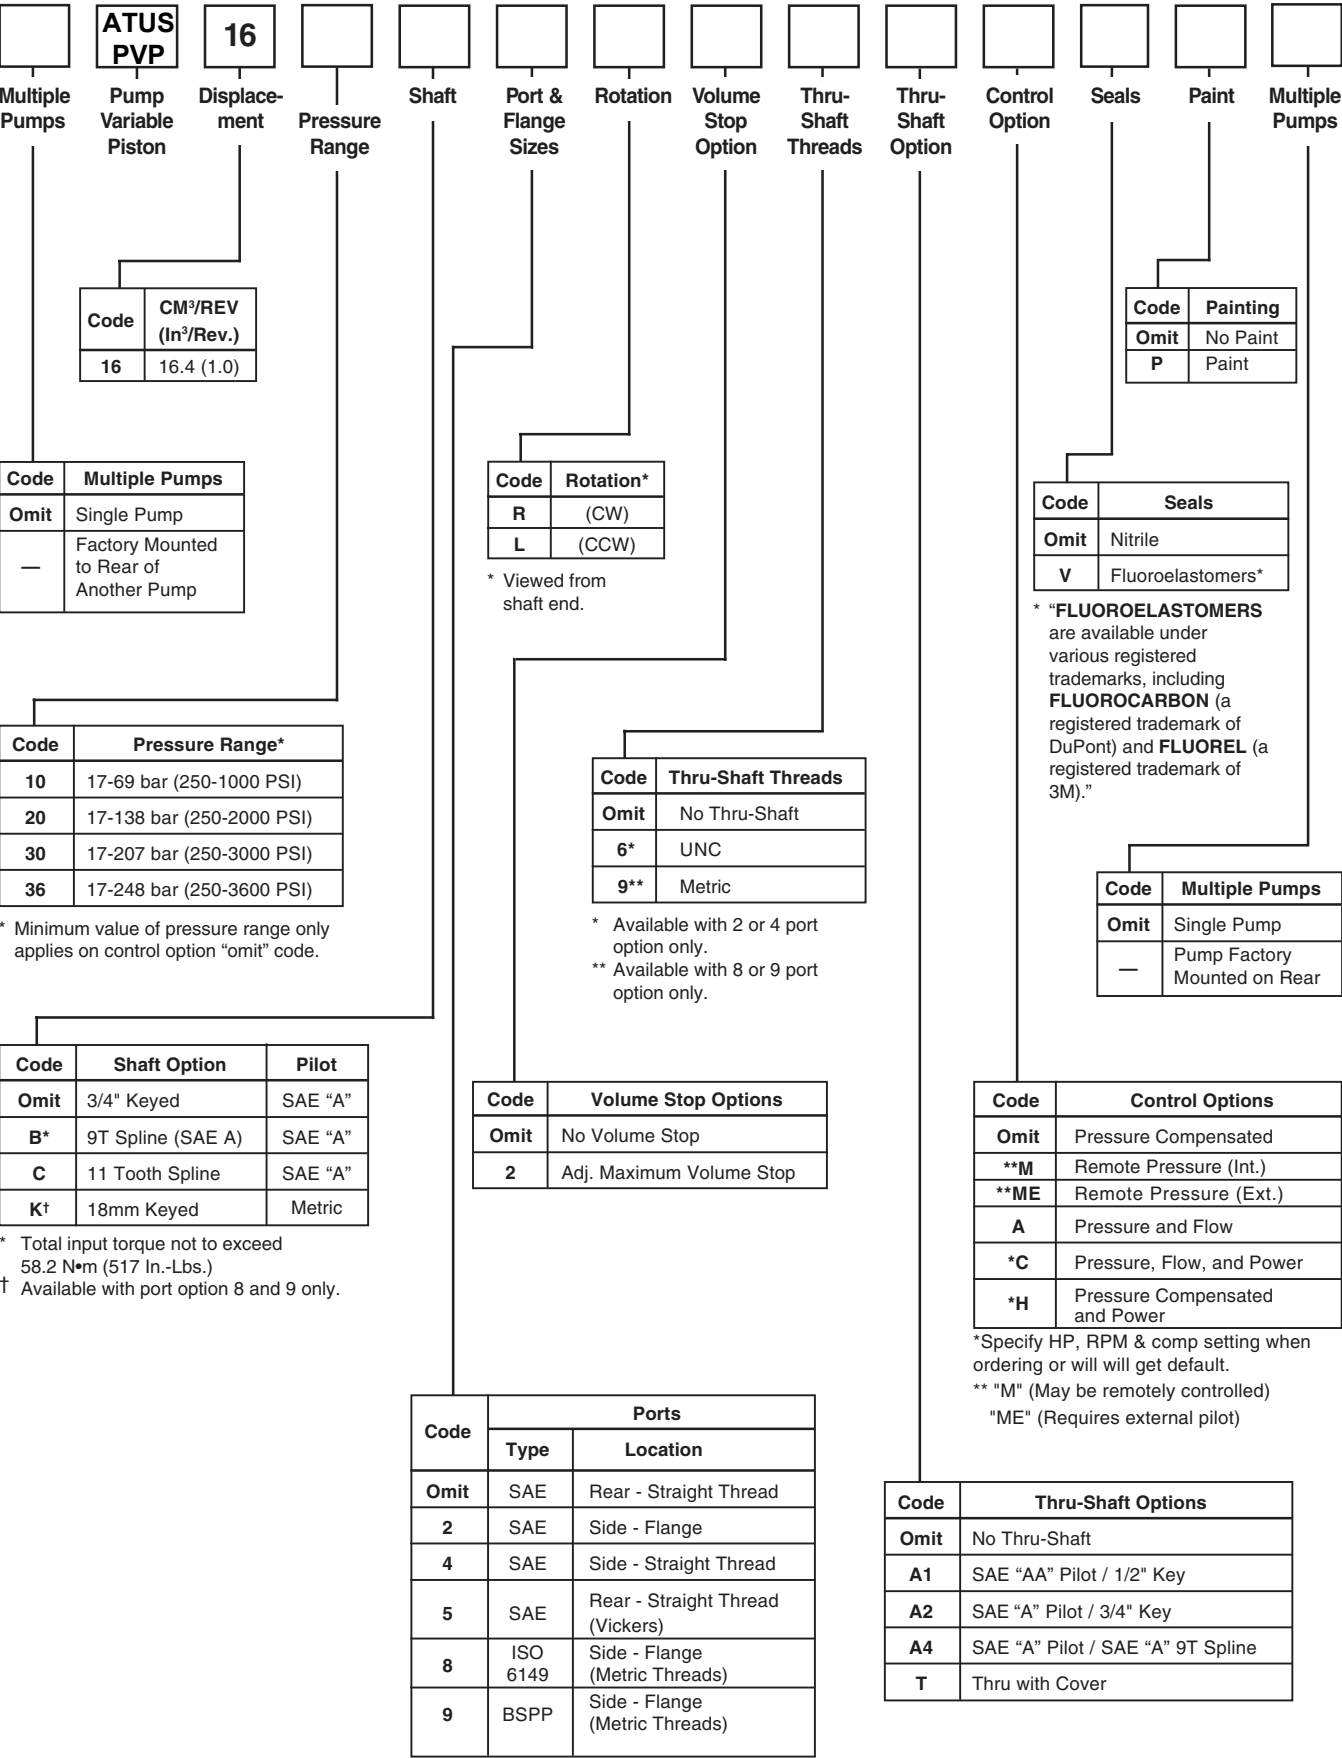 ATUS
PVP
16
Multiple
Pumps
Pump
Variable
Piston
Displace-
ment
Pressure
Range
Shaft
Port &
Flange
Sizes
Rotation
Volume
Stop
Option
Thru-
Shaft
Threads
Thru-
Shaft
Option
Control
Option
Seals
Paint
Multiple
Pumps
Code CM³/REV
(In³/Rev.)
16 16.4 (1.0)
Code Painting
Omit No Paint
P Paint
Code Multiple Pumps
Omit Single Pump
— Factory Mounted
to Rear of
Another Pump
Code Rotation*
R (CW)
L (CCW)
* Viewed from
shaft end.
Code Seals
Omit Nitrile
V Fluoroelastomers*
* “FLUOROELASTOMERS
are available under
various registered
trademarks, including
FLUOROCARBON (a
registered trademark of
DuPont) and FLUOREL (a
registered trademark of
3M).”
Code Pressure Range*
10 17-69 bar (250-1000 PSI)
20 17-138 bar (250-2000 PSI)
30 17-207 bar (250-3000 PSI)
36 17-248 bar (250-3600 PSI)
* Minimum value of pressure range only
applies on control option “omit” code.
Code Thru-Shaft Threads
Omit No Thru-Shaft
6* UNC
9** Metric
* Available with 2 or 4 port
option only.
** Available with 8 or 9 port
option only.
Code Multiple Pumps
Omit Single Pump
— Pump Factory
Mounted on Rear
Code Shaft Option Pilot
Omit 3/4" Keyed SAE “A”
B* 9T Spline (SAE A) SAE “A”
C 11 Tooth Spline SAE “A”
K† 18mm Keyed Metric
* Total input torque not to exceed
58.2 N•m (517 In.-Lbs.)
† Available with port option 8 and 9 only.
Code Volume Stop Options
Omit No Volume Stop
2 Adj. Maximum Volume Stop
Code Control Options
Omit Pressure Compensated
**M Remote Pressure (Int.)
**ME Remote Pressure (Ext.)
A Pressure and Flow
*C Pressure, Flow, and Power
*H Pressure Compensated
and Power
*Specify HP, RPM & comp setting when
ordering or will will get default.
** "M" (May be remotely controlled)
"ME" (Requires external pilot)
Code Ports
Type Location
Omit SAE Rear - Straight Thread
2 SAE Side - Flange
4 SAE Side - Straight Thread
5 SAE Rear - Straight Thread
(Vickers)
8 ISO
6149 Side - Flange
(Metric Threads)
9 BSPP Side - Flange
(Metric Threads)
Code Thru-Shaft Options
Omit No Thru-Shaft
A1 SAE “AA” Pilot / 1/2" Key
A2 SAE “A” Pilot / 3/4" Key
A4 SAE “A” Pilot / SAE “A” 9T Spline
T Thru with Cover